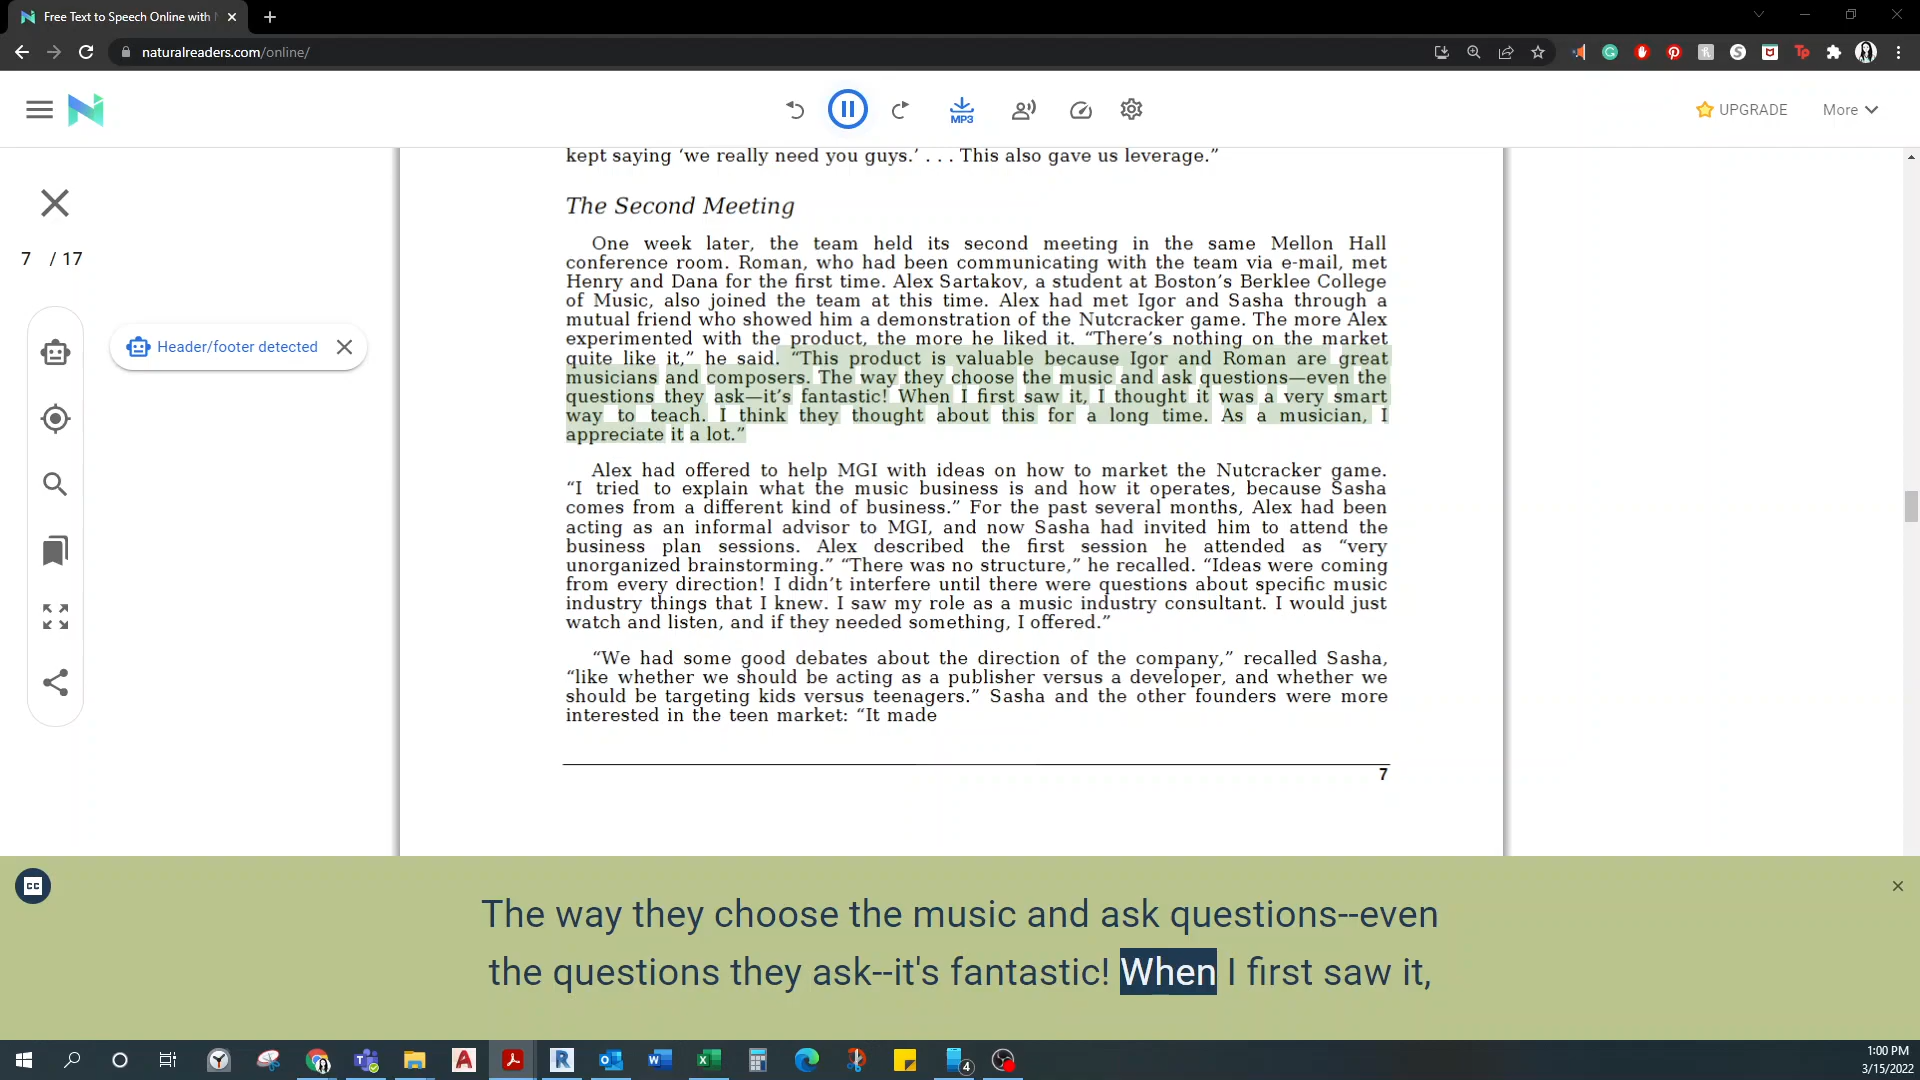 Free Text to Speech Online with
naturalreaders.com/online/
MP3
UPGRADE
More
7 / 17
Header/footer detected
kept saying ‘we really need you guys.’ . . . This also gave us leverage.”
The Second Meeting
One week later, the team held its second meeting in the same Mellon Hall
conference room. Roman, who had been communicating with the team via e-mail, met
Henry and Dana for the first time. Alex Sartakov, a student at Boston’s Berklee College
of Music, also joined the team at this time. Alex had met Igor and Sasha through a
mutual friend who showed him a demonstration of the Nutcracker game. The more Alex
experimented with the product, the more he liked it. “There’s nothing on the market
quite like it,” he said. “This product is valuable because Igor and Roman are great
musicians and composers. The way they choose the music and ask questions—even the
questions they ask—it’s fantastic! When I first saw it, I thought it was a very smart
way to teach. I think they thought about this for a long time. As a musician, I
appreciate it a lot.”
Alex had offered to help MGI with ideas on how to market the Nutcracker game.
“I tried to explain what the music business is and how it operates, because Sasha
comes from a different kind of business.” For the past several months, Alex had been
acting as an informal advisor to MGI, and now Sasha had invited him to attend the
business plan sessions. Alex described the first session he attended as “very
unorganized brainstorming.” “There was no structure,” he recalled. “Ideas were coming
from every direction! I didn’t interfere until there were questions about specific music
industry things that I knew. I saw my role as a music industry consultant. I would just
watch and listen, and if they needed something, I offered.”
“We had some good debates about the direction of the company,” recalled Sasha,
“like whether we should be acting as a publisher versus a developer, and whether we
should be targeting kids versus teenagers.” Sasha and the other founders were more
interested in the teen market: “It made
7
CC
The way they choose the music and ask questions--even
the questions they ask--it's fantastic! When I first saw it,
4
1:00 PM
3/15/2022